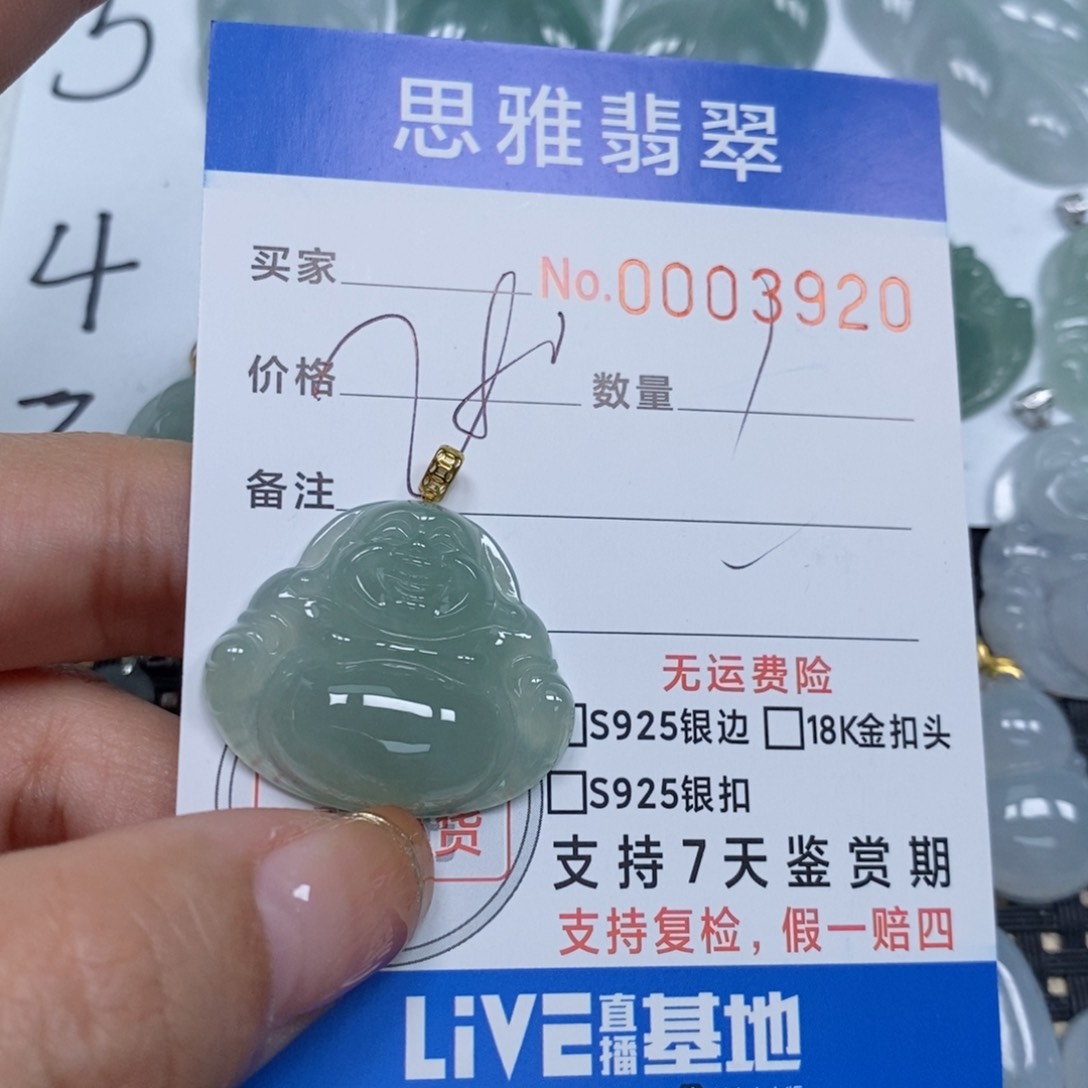 5
思雅翡翠
买家 No.0003920
4
价格 数量
备注
无运费险
S925银边 18K金扣头
S925银扣
支持7天鉴赏期
货
支持复检，假一赔四
LiVE直播基地